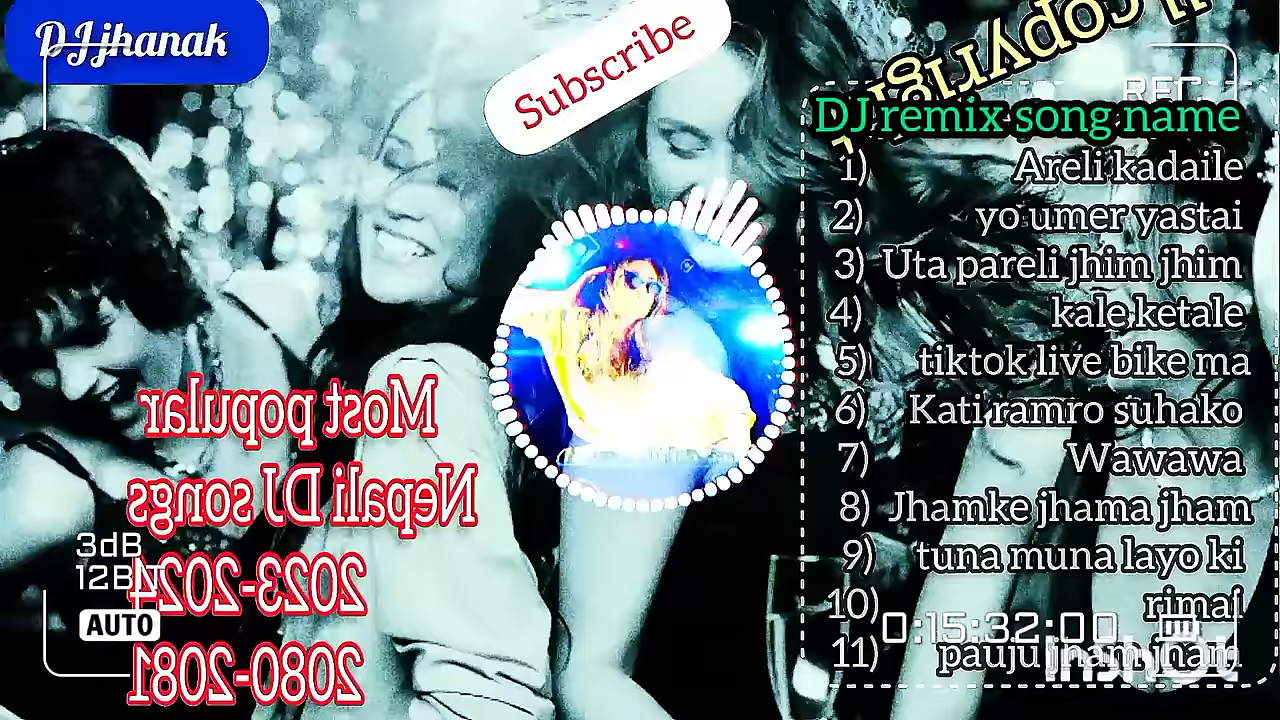 DJjhanak
Subscribe
REC
DJ remix song name
1) Areli kadaile
2) yo umer yastai
3) Uta pareli jhim jhim
4) kale ketale
5) tiktok live bike ma
6) Kati ramro suhako
7) Wawawa
8) Jhamke jhama jham
9) tuna muna layo ki
10) rimai
11) pauju jham jham
Most popular
Nepali DJ songs
2023-2024
2080-2081
3dB
12BIT
AUTO
0:15:32:00
InShOt